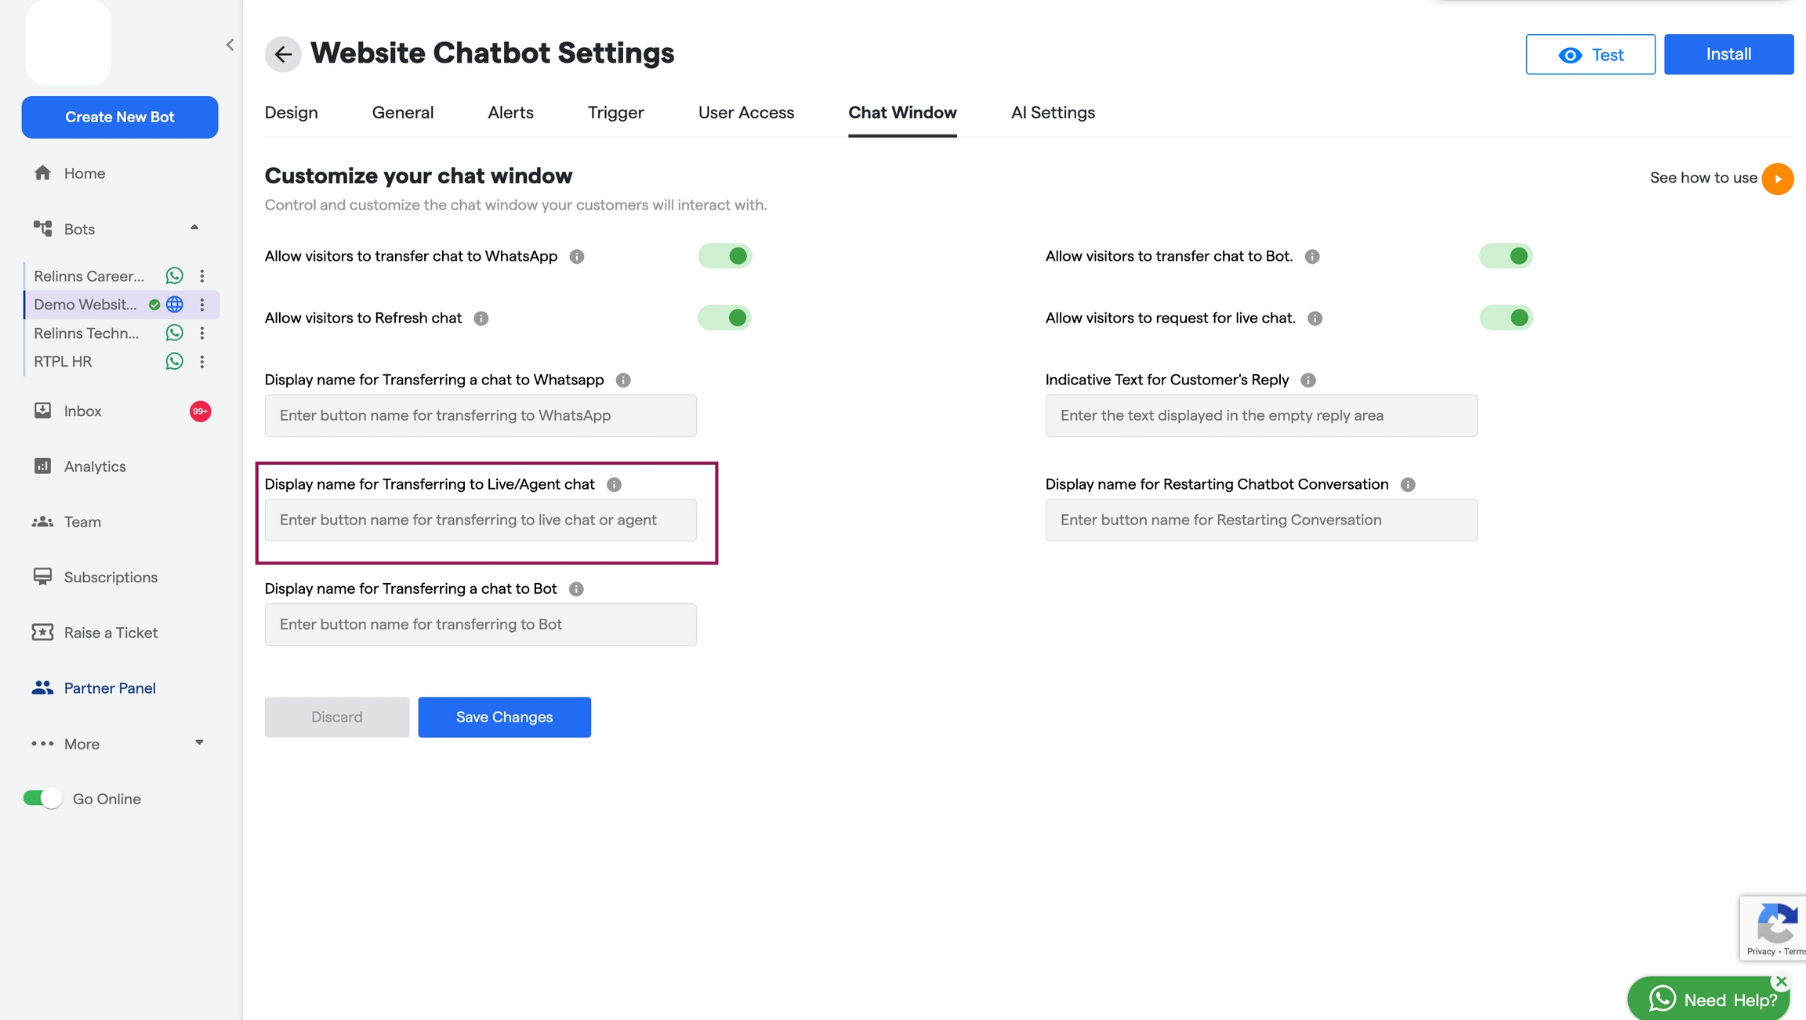 Website Chatbot Settings
Test
Install
Create New Bot
Design
General
Alerts
Trigger
User Access
Chat Window
AI Settings
Customize your chat window
Control and customize the chat window your customers will interact with.
See how to use
Home
Bots
Relinns Career...
Demo Websit...
Relinns Techn...
RTPL HR
Inbox
99+
Analytics
Team
Subscriptions
Raise a Ticket
Partner Panel
More
Go Online
Allow visitors to transfer chat to WhatsApp
Allow visitors to transfer chat to Bot.
Allow visitors to Refresh chat
Allow visitors to request for live chat.
Display name for Transferring a chat to Whatsapp
Enter button name for transferring to WhatsApp
Indicative Text for Customer's Reply
Enter the text displayed in the empty reply area
Display name for Transferring to Live/Agent chat
Enter button name for transferring to live chat or agent
Display name for Restarting Chatbot Conversation
Enter button name for Restarting Conversation
Display name for Transferring a chat to Bot
Enter button name for transferring to Bot
Discard
Save Changes
Privacy - Terms
Need Help?